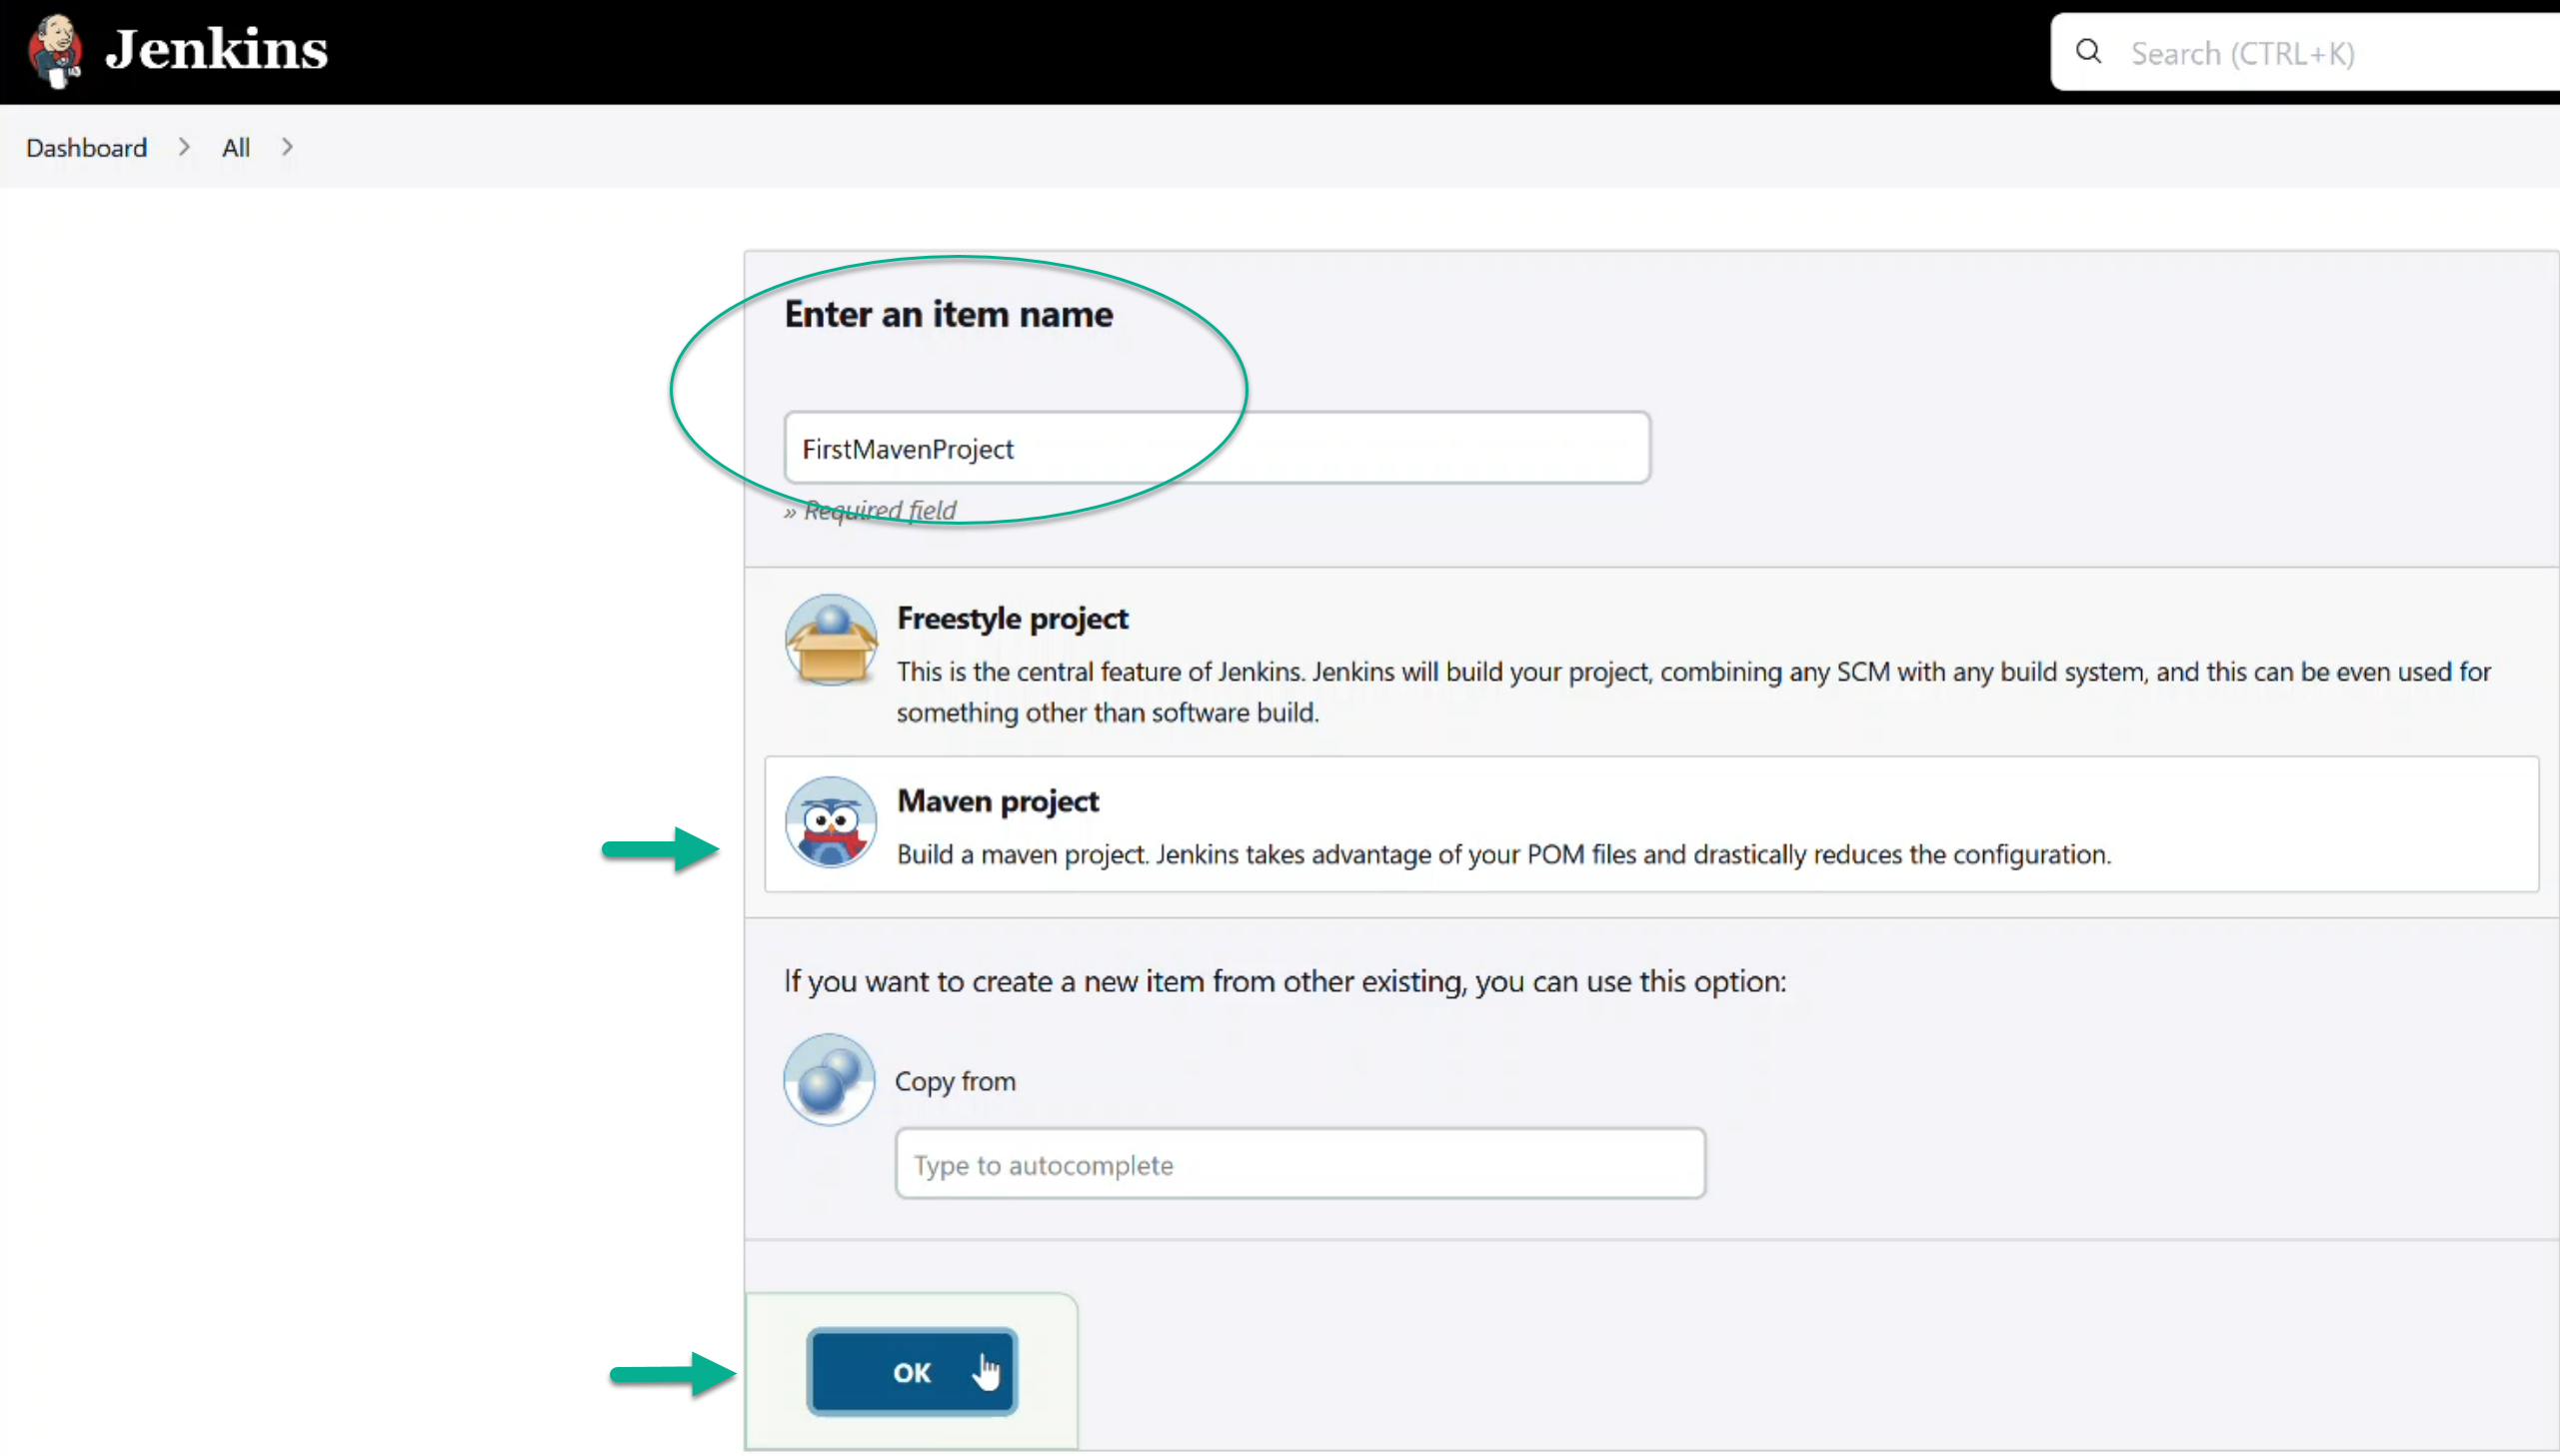 Jenkins
Search (CTRL+K)
Dashboard > All >
Enter an item name
FirstMavenProject
» Required field
Freestyle project
This is the central feature of Jenkins. Jenkins will build your project, combining any SCM with any build system, and this can be even used for
something other than software build.
Maven project
Build a maven project. Jenkins takes advantage of your POM files and drastically reduces the configuration.
If you want to create a new item from other existing, you can use this option:
Copy from
Type to autocomplete
OK